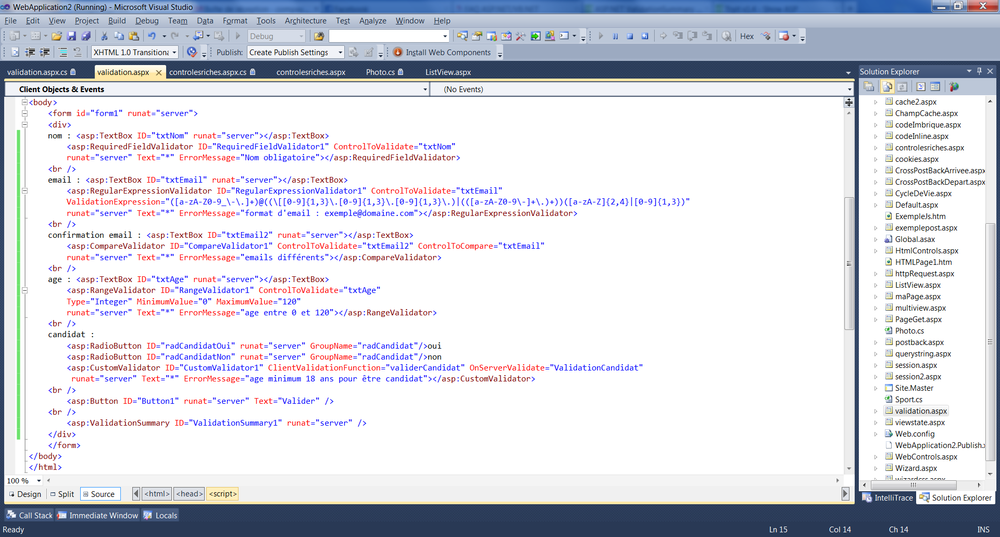 WebApplication2 (Running) - Microsoft Visual Studio
File Edit View Project Build Debug Team Data Format Tools Architecture Test Analyze Window Help
Debug Hex
XHTML 1.0 Transitiona Publish: Create Publish Settings Install Web Components
validation.aspx.cs validation.aspx controlesriches.aspx.cs controlesriches.aspx Photo.cs ListView.aspx
Client Objects & Events (No Events)
<body>
<form id="form1" runat="server">
<div>
nom : <asp:TextBox ID="txtNom" runat="server"></asp:TextBox>
<asp:RequiredFieldValidator ID="RequiredFieldValidator1" ControlToValidate="txtNom"
runat="server" Text="*" ErrorMessage="Nom obligatoire"></asp:RequiredFieldValidator>
<br />
email : <asp:TextBox ID="txtEmail" runat="server"></asp:TextBox>
<asp:RegularExpressionValidator ID="RegularExpressionValidator1" ControlToValidate="txtEmail"
ValidationExpression="([a-zA-Z0-9_\-\.]+)@((\[[0-9]{1,3}\.[0-9]{1,3}\.[0-9]{1,3}\.)|(([a-zA-Z0-9\-]+\.)+))([a-zA-Z]{2,4}|[0-9]{1,3})"
runat="server" Text="*" ErrorMessage="format d'email : exemple@domaine.com"></asp:RegularExpressionValidator>
<br />
confirmation email : <asp:TextBox ID="txtEmail2" runat="server"></asp:TextBox>
<asp:CompareValidator ID="CompareValidator1" ControlToValidate="txtEmail2" ControlToCompare="txtEmail"
runat="server" Text="*" ErrorMessage="emails différents"></asp:CompareValidator>
<br />
age : <asp:TextBox ID="txtAge" runat="server"></asp:TextBox>
<asp:RangeValidator ID="RangeValidator1" ControlToValidate="txtAge"
Type="Integer" MinimumValue="0" MaximumValue="120"
runat="server" Text="*" ErrorMessage="age entre 0 et 120"></asp:RangeValidator>
<br />
candidat :
<asp:RadioButton ID="radCandidatOui" runat="server" GroupName="radCandidat"/>oui
<asp:RadioButton ID="radCandidatNon" runat="server" GroupName="radCandidat"/>non
<asp:CustomValidator ID="CustomValidator1" ClientValidationFunction="validerCandidat" OnServerValidate="ValidationCandidat"
runat="server" Text="*" ErrorMessage="age minimum 18 ans pour être candidat"></asp:CustomValidator>
<br />
<asp:Button ID="Button1" runat="server" Text="Valider" />
<br />
<asp:ValidationSummary ID="ValidationSummary1" runat="server" />
</div>
</form>
</body>
</html>
100 %
Design Split Source <html> <head> <script>
Solution Explorer
cache2.aspx
ChampCache.aspx
codeImbrique.aspx
codeInline.aspx
controlesriches.aspx
cookies.aspx
CrossPostBackArrivee.aspx
CrossPostBackDepart.aspx
CycleDeVie.aspx
Default.aspx
ExempleJs.htm
exemplepost.aspx
Global.asax
HtmlControls.aspx
HTMLPage1.htm
httpRequest.aspx
ListView.aspx
maPage.aspx
multiview.aspx
PageGet.aspx
Photo.cs
postback.aspx
querystring.aspx
session.aspx
session2.aspx
Site.Master
Sport.cs
validation.aspx
viewstate.aspx
Web.config
WebApplication2.Publish.x
WebControls.aspx
Wizard.aspx
wizardcss.aspx
IntelliTrace Solution Explorer
Call Stack Immediate Window Locals
Ready Ln 15 Col 14 Ch 14 INS